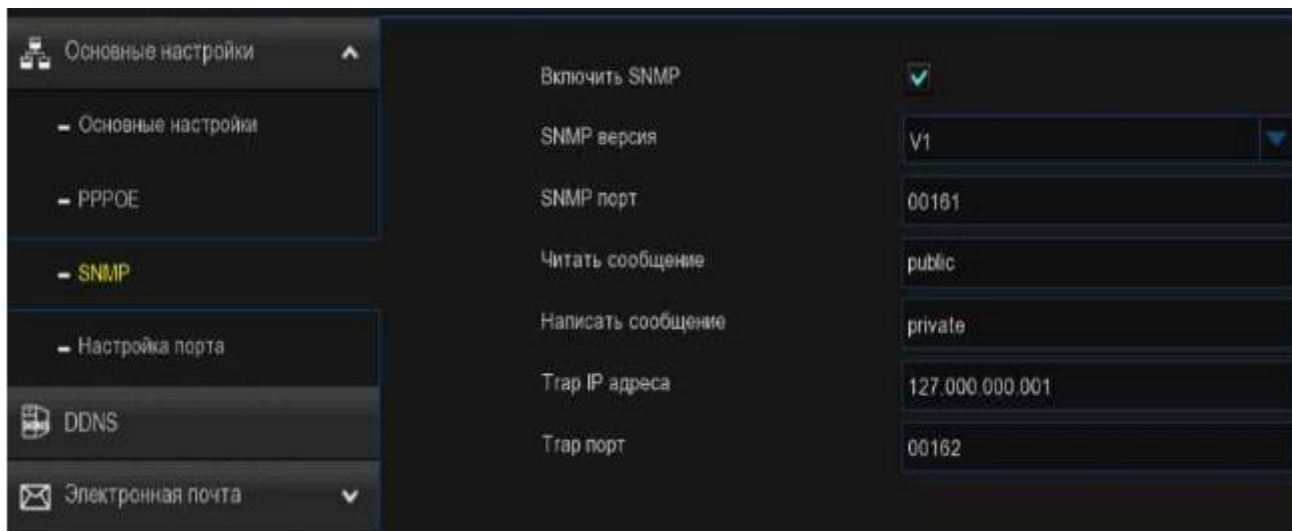 Основные настройки
- Основные настройки
- PPPOE
- SNMP
- Настройка порта
DDNS
Электронная почта
Включить SNMP
SNMP версия V1
SNMP порт 00161
Читать сообщение public
Написать сообщение private
Trap IP адреса 127.000.000.001
Trap порт 00162